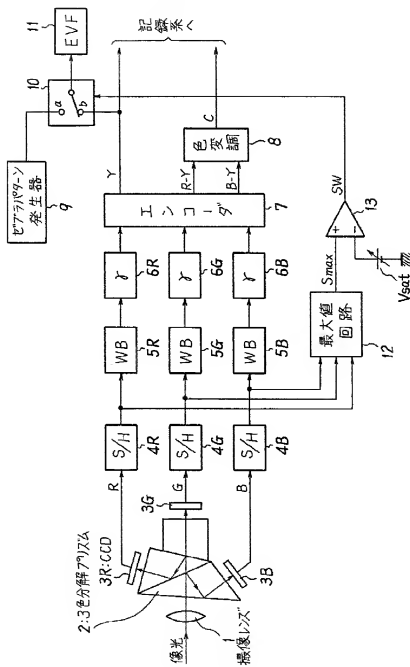 11
EVF
10
a
b
記録系へ
ゼブラパターン
発生器
9
Y
C
色変調
8
R-Y
B-Y
エンコーダ
7
SW
13
+
-
Smax
Vsat
γ
6R
γ
6G
γ
6B
WB
5R
WB
5G
WB
5B
最大値
回路
12
S/H
4R
S/H
4G
S/H
4B
R
G
B
3G
3R:CCD
3B
2:3色分解プリズム
像光
1
撮像レンズ